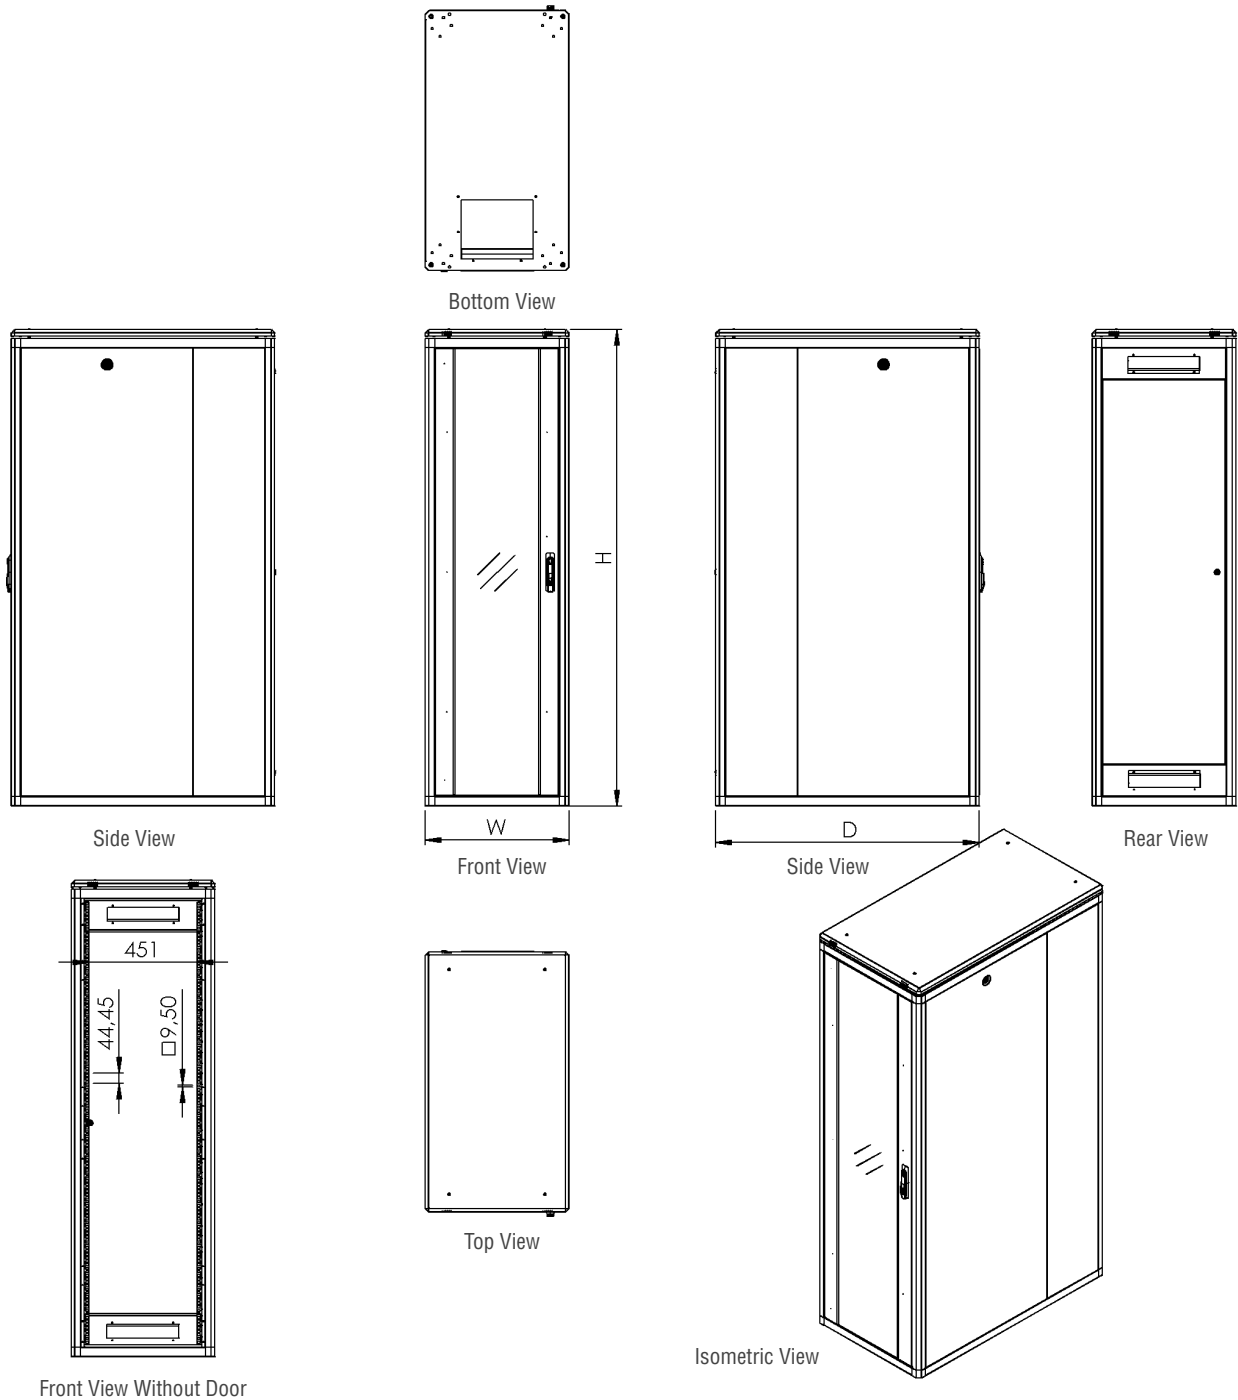 Bottom View
H
W
D
Side View
Front View
Side View
Rear View
451
44,45
□9,50
Top View
Isometric View
Front View Without Door